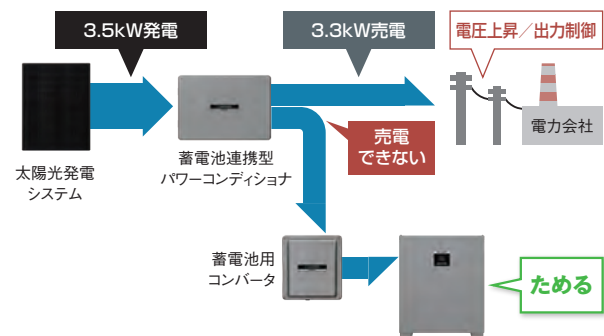 3.5kW発電
3.3kW売電
電圧上昇／出力制御
電力会社
売電
できない
太陽光発電
システム
蓄電池連携型
パワーコンディショナ
蓄電池用
コンバータ
ためる